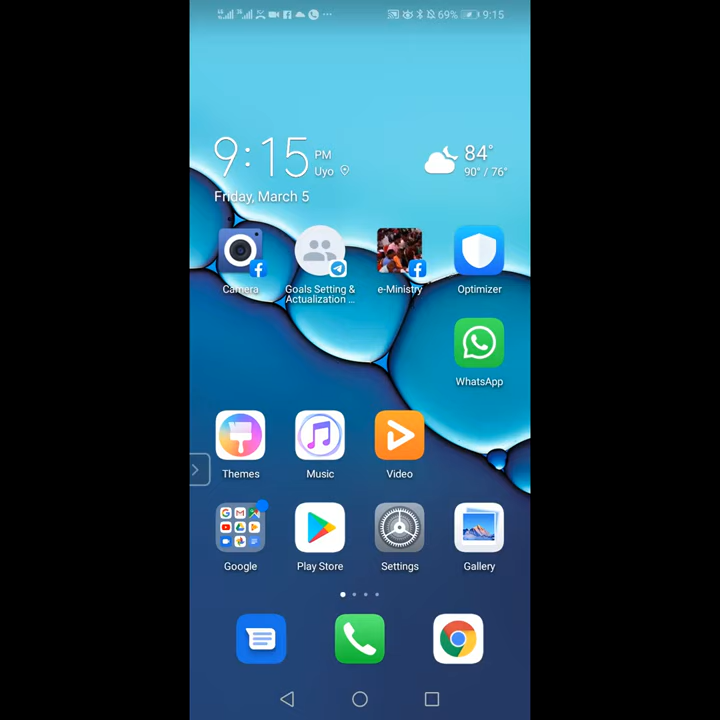 69% 9:15
9:15 PM
Uyo
84°
90° / 76°
Friday, March 5
Camera
Goals Setting &
Actualization ...
e-Ministry
Optimizer
WhatsApp
Themes
Music
Video
Google
Play Store
Settings
Gallery